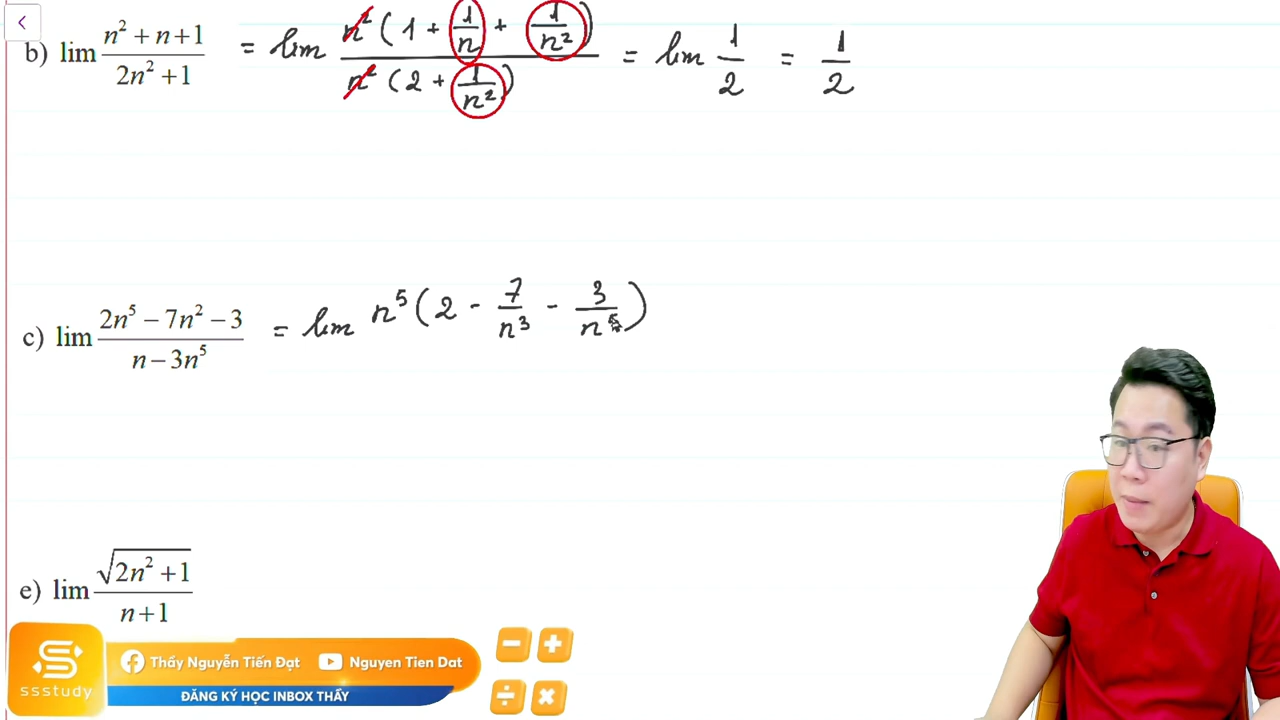 b) lim (n² + n + 1)/(2n² + 1) = lim n²(1 + 1/n + 1/n²)/n²(2 + 1/n²) = lim 1/2 = 1/2
c) lim (2n⁵ − 7n² − 3)/(n − 3n⁵) = lim n⁵(2 - 7/n³ - 3/n⁵)
e) lim √(2n² + 1)/(n + 1)
ssstudy
Thầy Nguyễn Tiến Đạt Nguyen Tien Dat
ĐĂNG KÝ HỌC INBOX THẦY